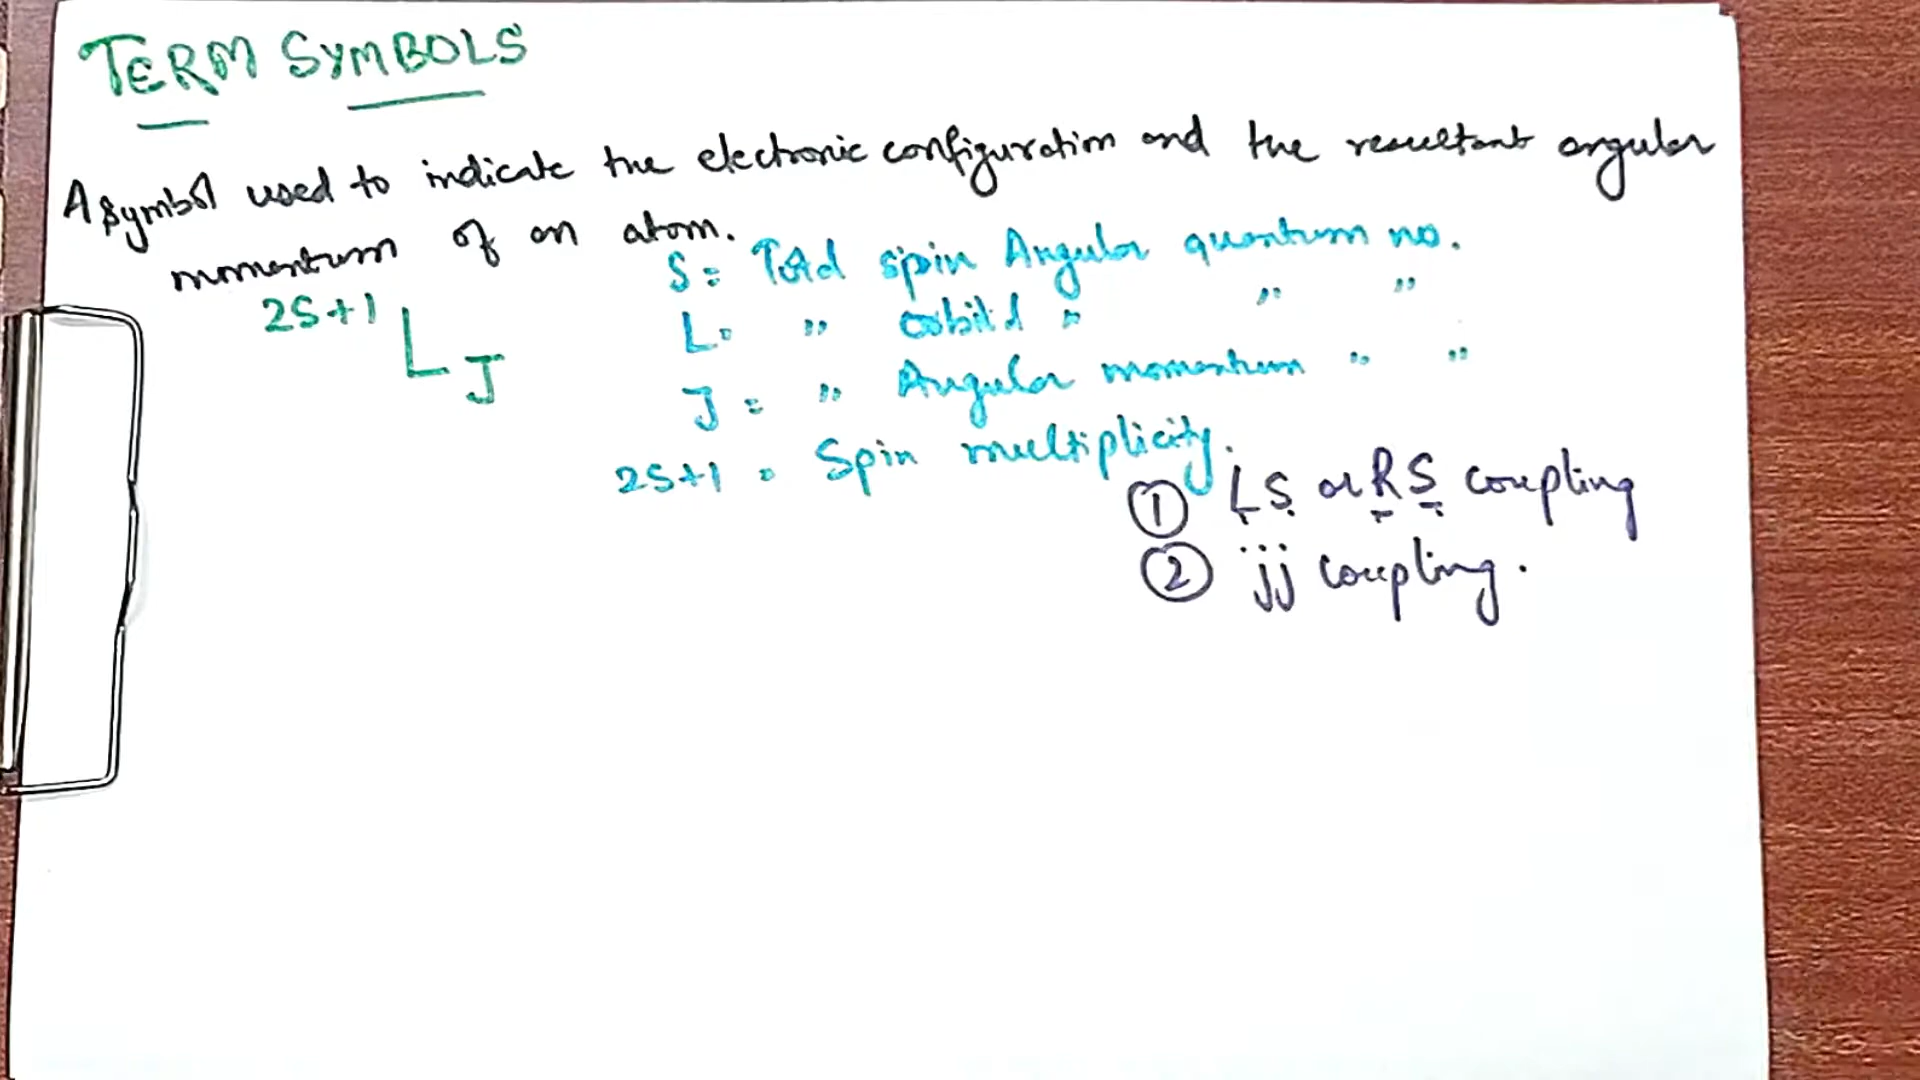 TERM SYMBOLS
A symbol used to indicate the electronic configuration and the resultant angular
momentum of an atom.
2S+1 L J
S = Total spin Angular quantum no.
L = " orbital " " "
J = " Angular momentum " "
2S+1 = Spin multiplicity.
① LS or RS coupling
② jj coupling.